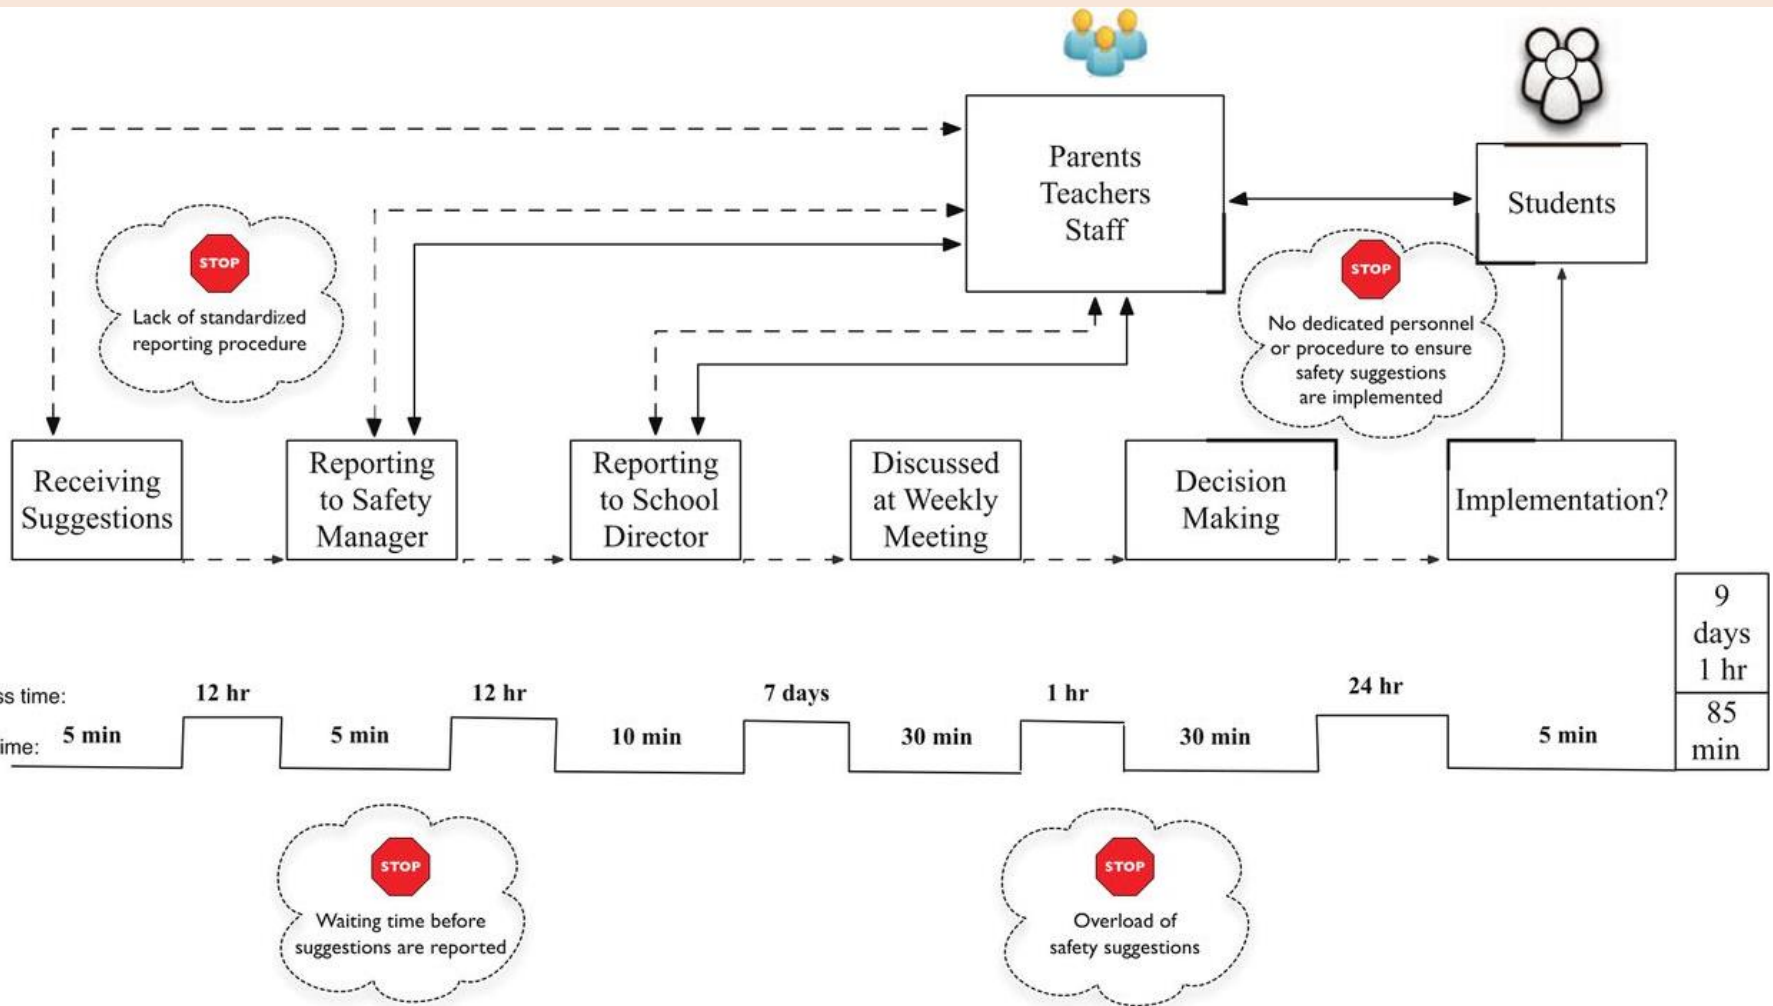 Parents
Teachers
Staff
Students
STOP
Lack of standardized
reporting procedure
STOP
No dedicated personnel
or procedure to ensure
safety suggestions
are implemented
Receiving
Suggestions
Reporting
to Safety
Manager
Reporting
to School
Director
Discussed
at Weekly
Meeting
Decision
Making
Implementation?
9
days
1 hr
ss time:
12 hr
12 hr
7 days
1 hr
24 hr
85
min
ime:
5 min
5 min
10 min
30 min
30 min
5 min
STOP
Waiting time before
suggestions are reported
STOP
Overload of
safety suggestions